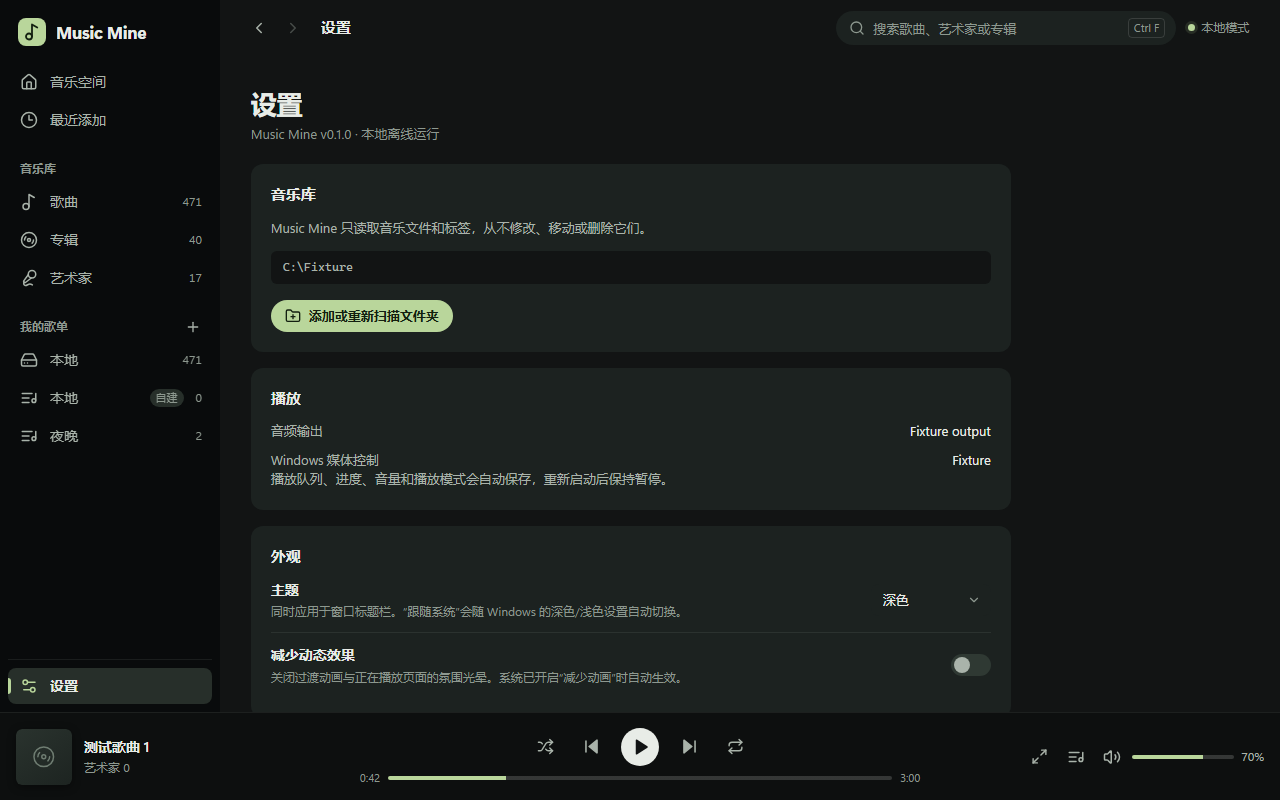 Music Mine
音乐空间
最近添加
音乐库
歌曲 471
专辑 40
艺术家 17
我的歌单
本地 471
本地 自建 0
夜晚 2
设置
设置
搜索歌曲、艺术家或专辑 Ctrl F
本地模式
设置
Music Mine v0.1.0 · 本地离线运行
音乐库
Music Mine 只读取音乐文件和标签，从不修改、移动或删除它们。
C:\Fixture
添加或重新扫描文件夹
播放
音频输出 Fixture output
Windows 媒体控制 Fixture
播放队列、进度、音量和播放模式会自动保存，重新启动后保持暂停。
外观
主题
同时应用于窗口标题栏。“跟随系统”会随 Windows 的深色/浅色设置自动切换。
深色
减少动态效果
关闭过渡动画与正在播放页面的氛围光晕。系统已开启“减少动画”时自动生效。
测试歌曲 1
艺术家 0
0:42 3:00
70%